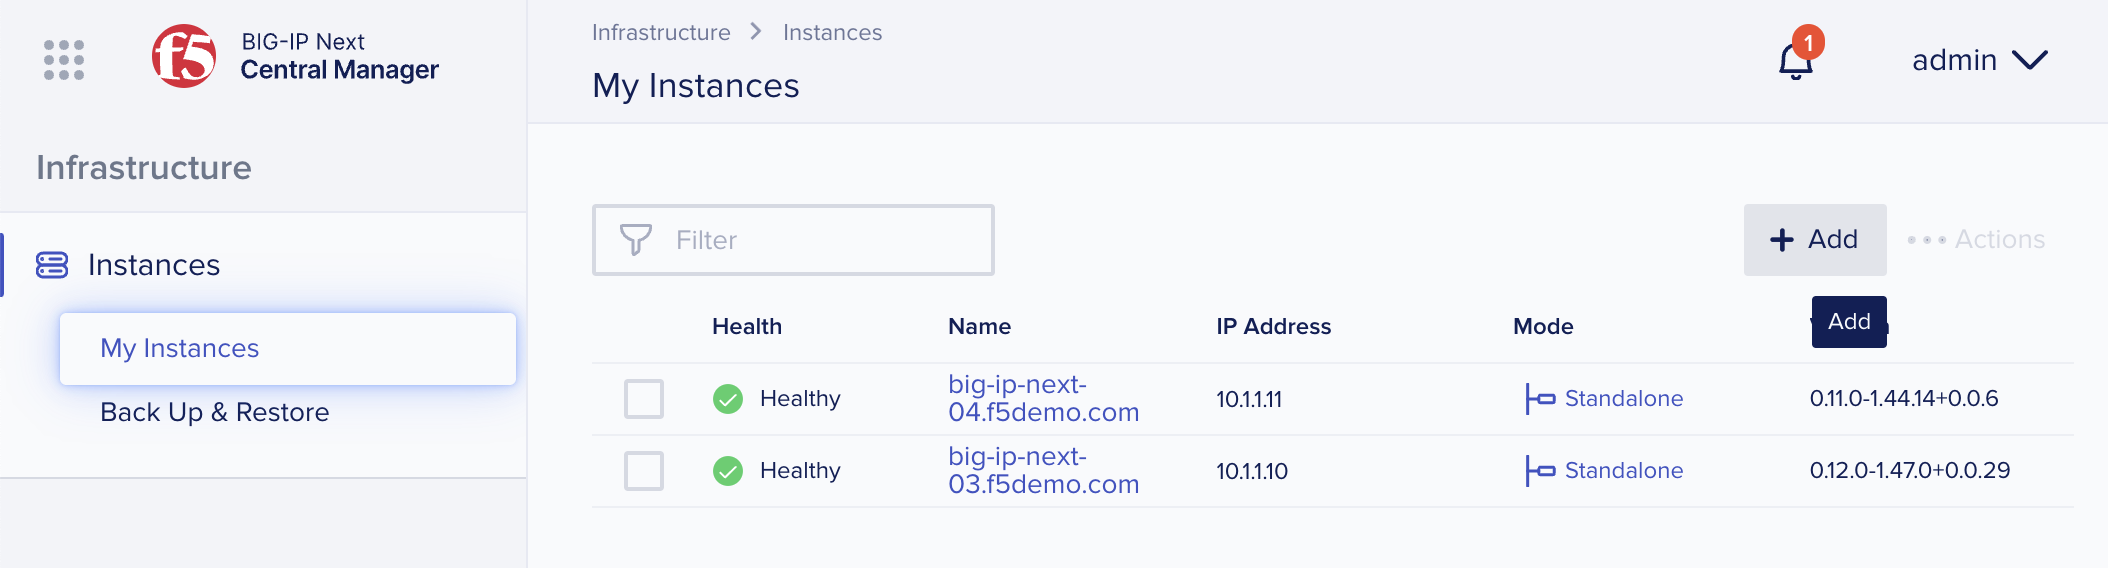 f5
BIG-IP Next
Central Manager
Infrastructure
Instances
My Instances
Back Up & Restore
Infrastructure > Instances
My Instances
1
admin
Filter
+ Add
Actions
Add
Health Name IP Address Mode
Healthy big-ip-next-
04.f5demo.com 10.1.1.11 Standalone 0.11.0-1.44.14+0.0.6
Healthy big-ip-next-
03.f5demo.com 10.1.1.10 Standalone 0.12.0-1.47.0+0.0.29